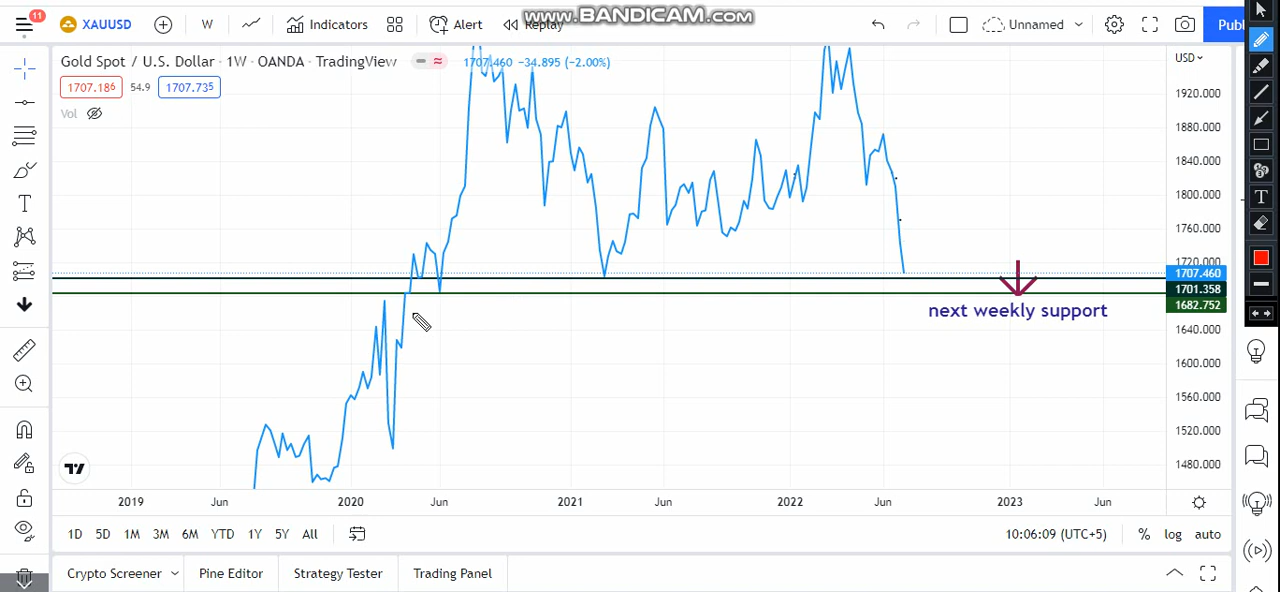 www.BANDICAM.com
11
XAUUSD
W
Indicators
Alert
Replay
Unnamed
Publ
Gold Spot / U.S. Dollar · 1W · OANDA · TradingView
1707.460 −34.895 (−2.00%)
USD
1707.186
54.9
1707.735
Vol
1920.000
1880.000
1840.000
1800.000
1760.000
1720.000
1707.460
1701.358
1682.752
1640.000
1600.000
1560.000
1520.000
1480.000
next weekly support
2019
Jun
2020
Jun
2021
Jun
2022
Jun
2023
Jun
1D
5D
1M
3M
6M
YTD
1Y
5Y
All
10:06:09 (UTC+5)
%
log
auto
Crypto Screener
Pine Editor
Strategy Tester
Trading Panel